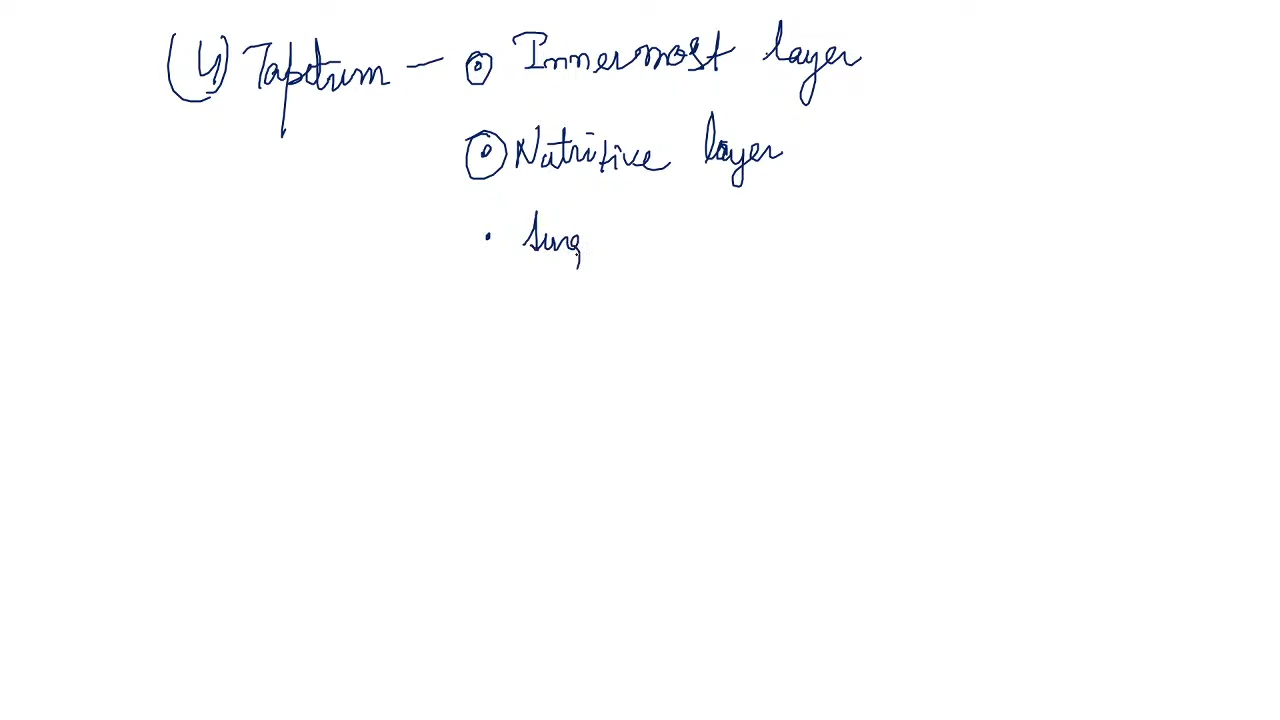 (4) Tapetum — Innermost layer
Nutritive layer
• Sing